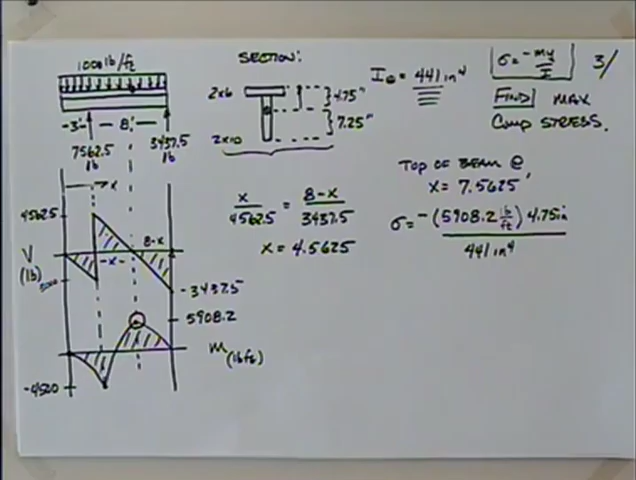 1000 lb/ft
-3'- 8'-
7562.5 lb
3437.5 lb
SECTION:
2x6
4.75"
7.25"
2x10
I⊖ = 441 in⁴
σ = -My/I
3/
FIND MAX
COMP STRESS.
TOP OF BEAM @
x = 7.5625'
σ = -(5908.2 lb/ft) 4.75in
441 in⁴
x/4562.5 = 8-x/3437.5
x = 4.5625
x
4562.5
V
(lb)
-x-
8-x
-3437.5
5908.2
M (lb ft)
-4500